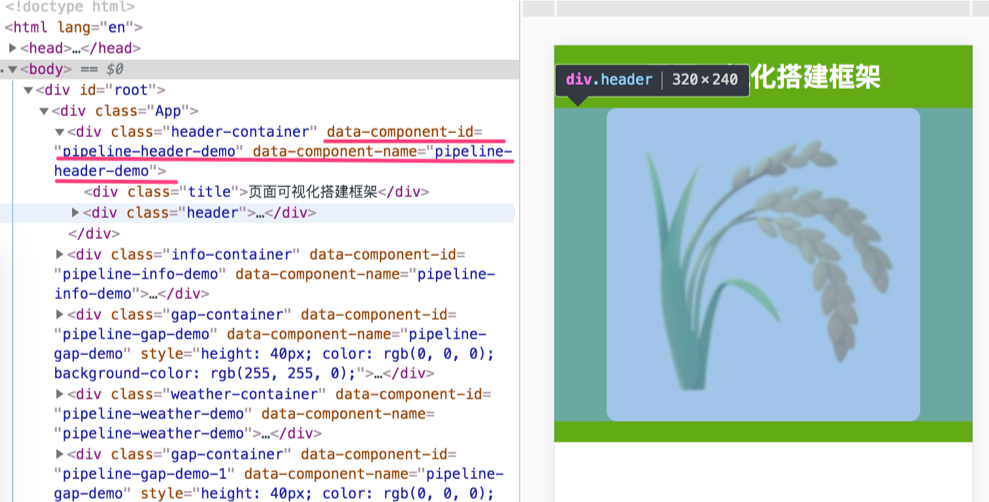 <!doctype html>
<html lang="en">
<head>…</head>
<body> == $0
<div id="root">
<div class="App">
<div class="header-container" data-component-id=
"pipeline-header-demo" data-component-name="pipeline-
header-demo">
<div class="title">页面可视化搭建框架</div>
<div class="header">…</div>
</div>
<div class="info-container" data-component-id=
"pipeline-info-demo" data-component-name="pipeline-
info-demo">…</div>
<div class="gap-container" data-component-id=
"pipeline-gap-demo" data-component-name="pipeline-
gap-demo" style="height: 40px; color: rgb(0, 0, 0);
background-color: rgb(255, 255, 0);">…</div>
<div class="weather-container" data-component-id=
"pipeline-weather-demo" data-component-name=
"pipeline-weather-demo">…</div>
<div class="gap-container" data-component-id=
"pipeline-gap-demo-1" data-component-name="pipeline-
gap-demo" style="height: 40px; color: rgb(0, 0, 0);
div.header 320×240
化搭建框架